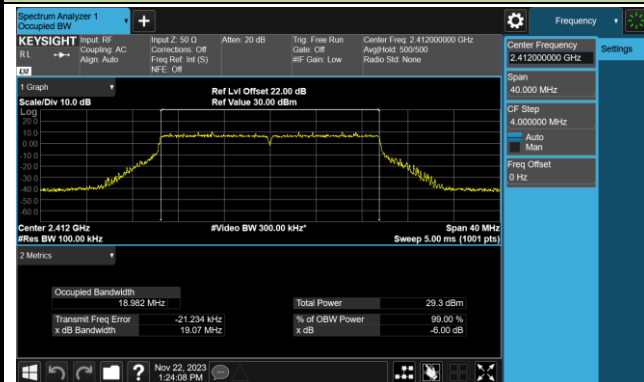 Spectrum Analyzer 1
Occupied BW
Frequency
KEYSIGHT
RL
Input: RF
Coupling: AC
Align: Auto
Input Z: 50 Ω
Corrections: Off
Freq Ref: Int (S)
NFE: Off
Atten: 20 dB
Trig: Free Run
Gate: Off
#IF Gain: Low
Center Freq: 2.412000000 GHz
Avg|Hold: 500/500
Radio Std: None
Center Frequency
2.412000000 GHz
Settings
Span
40.000 MHz
CF Step
4.000000 MHz
Auto
Man
Freq Offset
0 Hz
1 Graph
Scale/Div 10.0 dB
Ref Lvl Offset 22.00 dB
Ref Value 30.00 dBm
Log
20.0
10.0
0.00
-10.0
-20.0
-30.0
-40.0
-50.0
-60.0
Center 2.412 GHz
#Res BW 100.00 kHz
#Video BW 300.00 kHz*
Span 40 MHz
Sweep 5.00 ms (1001 pts)
2 Metrics
Occupied Bandwidth
18.982 MHz
Total Power 29.3 dBm
Transmit Freq Error -21.234 kHz
% of OBW Power 99.00 %
x dB Bandwidth 19.07 MHz
x dB -6.00 dB
Nov 22, 2023
1:24:08 PM